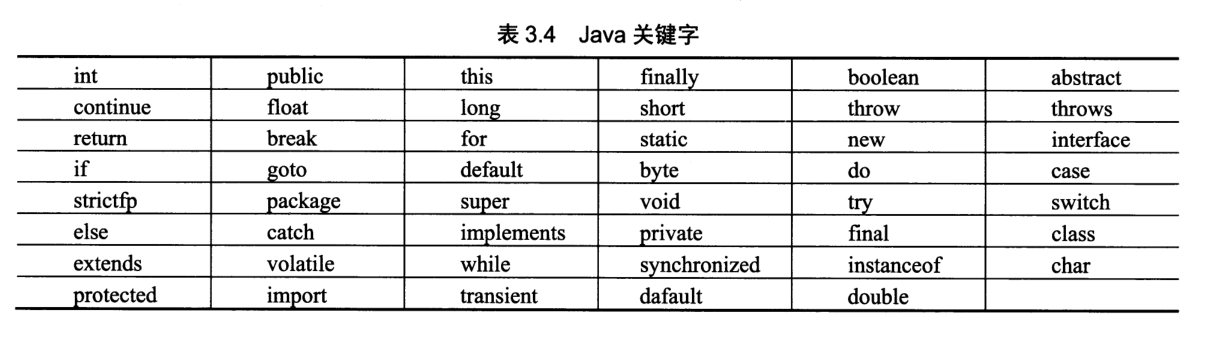 表 3.4 Java 关键字
int public this finally boolean abstract
continue float long short throw throws
return break for static new interface
if goto default byte do case
strictfp package super void try switch
else catch implements private final class
extends volatile while synchronized instanceof char
protected import transient dafault double